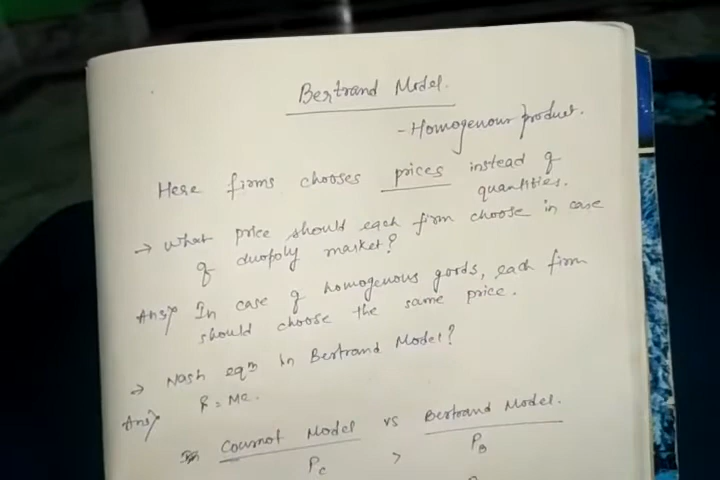 Bertrand Model.
- Homogenous product.
Here firms chooses prices instead of quantities.
→ What price should each firm choose in case
of duopoly market?
Ans⇒ In case of homogenous goods, each firm
should choose the same price.
→ Nash eqm in Bertrand Model?
Ans⇒ P = MC.
Cournot Model vs Bertrand Model.
Pc > PB